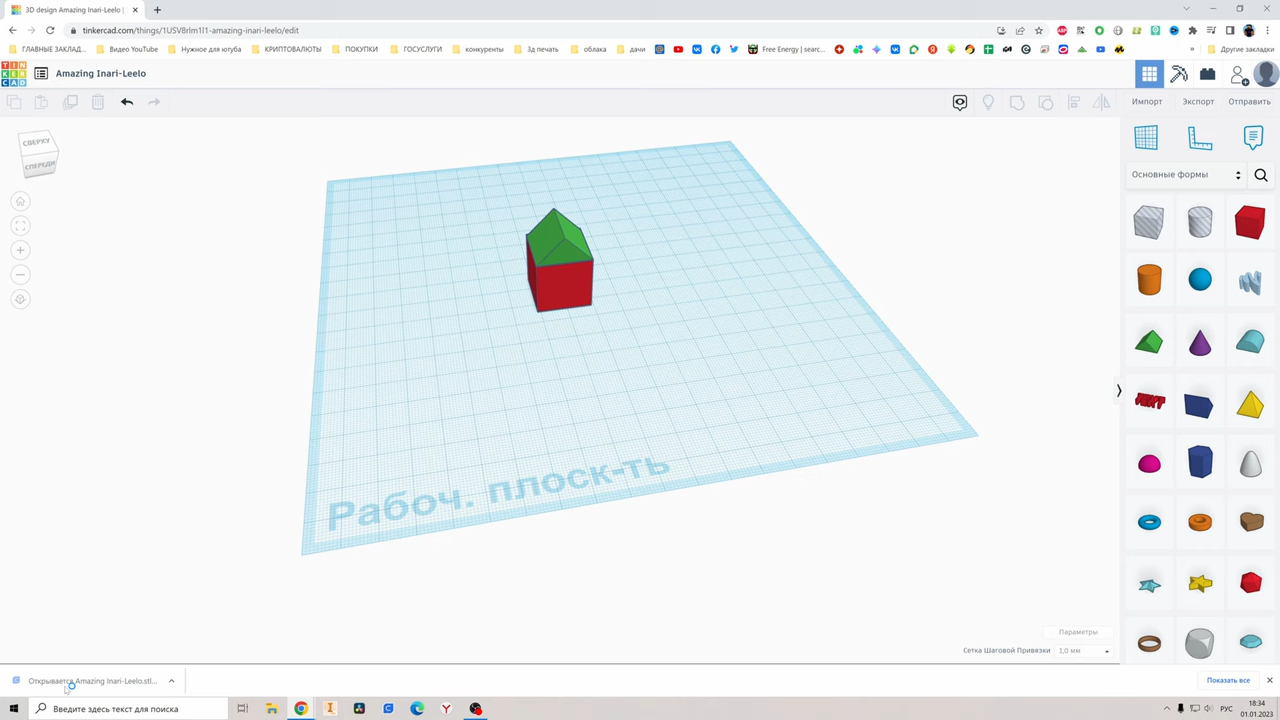 3D design Amazing Inari-Leelo |
tinkercad.com/things/1USV8rlm1l1-amazing-inari-leelo/edit
ГЛАВНЫЕ ЗАКЛАД... Видео YouTube Нужное для ютуба КРИПТОВАЛЮТЫ ПОКУПКИ ГОСУСЛУГИ конкуренты 3д печать облака дачи Free Energy | searc... » Другие закладки
TIN
KER
CAD
Amazing Inari-Leelo
Импорт Экспорт Отправить
СВЕРХУ
СПЕРЕДИ
Основные формы
Рабоч. плоск-ть
Параметры
Сетка Шаговой Привязки 1,0 мм
Открывается Amazing Inari-Leelo.stl...
Показать все
Введите здесь текст для поиска
РУС
18:34
01.01.2023